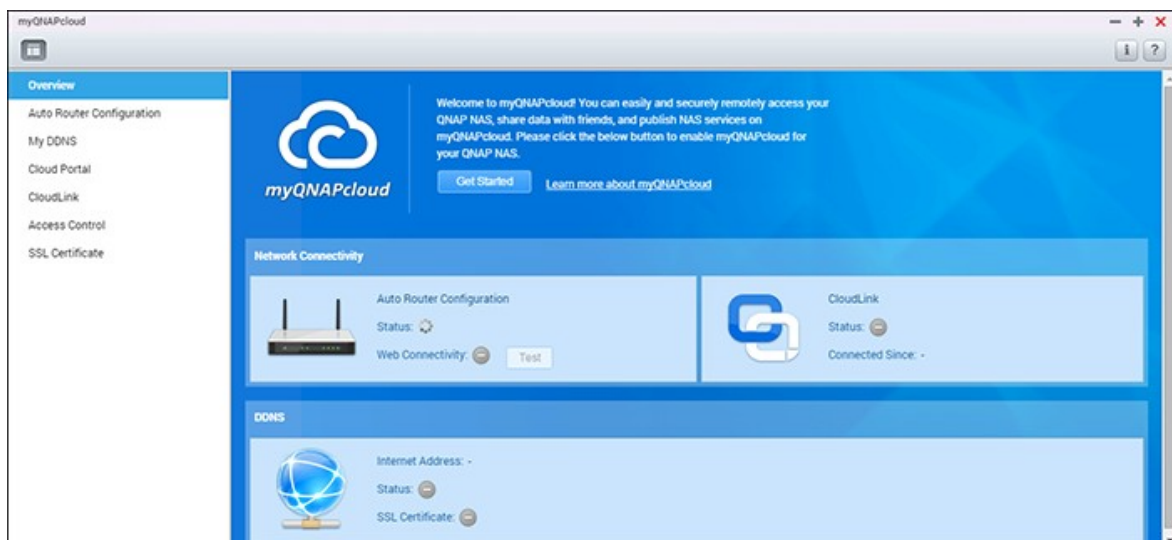 myQNAPcloud
Overview
Auto Router Configuration
My DDNS
Cloud Portal
CloudLink
Access Control
SSL Certificate
myQNAPcloud
Welcome to myQNAPcloud! You can easily and securely remotely access your
QNAP NAS, share data with friends, and publish NAS services on
myQNAPcloud. Please click the below button to enable myQNAPcloud for
your QNAP NAS.
Get Started
Learn more about myQNAPcloud
Network Connectivity
Auto Router Configuration
Status:
Web Connectivity:
Test
CloudLink
Status:
Connected Since: -
DDNS
Internet Address: -
Status:
SSL Certificate: